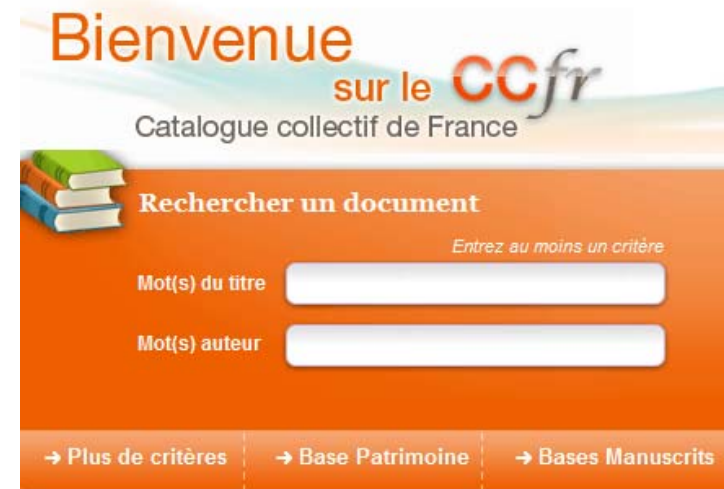 Bienvenue
sur le CCfr
Catalogue collectif de France
Rechercher un document
Entrez au moins un critère
Mot(s) du titre
Mot(s) auteur
→ Plus de critères → Base Patrimoine → Bases Manuscrits